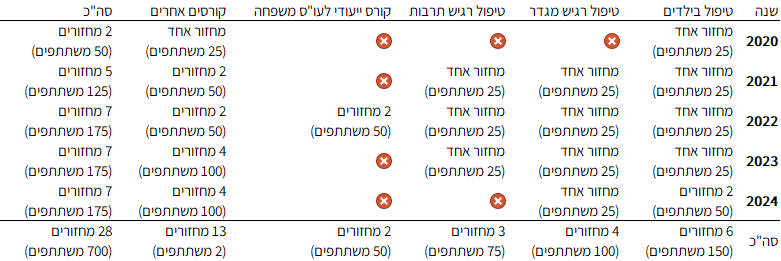 שנה טיפול בילדים טיפול רגיש מגדר טיפול רגיש תרבות קורס ייעודי לעו"ס משפחה קורסים אחרים סה"כ
2020 מחזור אחד (25 משתתפים) מחזור אחד (25 משתתפים) 2 מחזורים (50 משתתפים)
2021 מחזור אחד (25 משתתפים) מחזור אחד (25 משתתפים) מחזור אחד (25 משתתפים) 2 מחזורים (50 משתתפים) 5 מחזורים (125 משתתפים)
2022 מחזור אחד (25 משתתפים) מחזור אחד (25 משתתפים) מחזור אחד (25 משתתפים) 2 מחזורים (50 משתתפים) 2 מחזורים (50 משתתפים) 7 מחזורים (175 משתתפים)
2023 מחזור אחד (25 משתתפים) מחזור אחד (25 משתתפים) מחזור אחד (25 משתתפים) 4 מחזורים (100 משתתפים) 7 מחזורים (175 משתתפים)
2024 2 מחזורים (50 משתתפים) מחזור אחד (25 משתתפים) 4 מחזורים (100 משתתפים) 7 מחזורים (175 משתתפים)
סה"כ 6 מחזורים (150 משתתפים) 4 מחזורים (100 משתתפים) 3 מחזורים (75 משתתפים) 2 מחזורים (50 משתתפים) 13 מחזורים (2 משתתפים) 28 מחזורים (700 משתתפים)